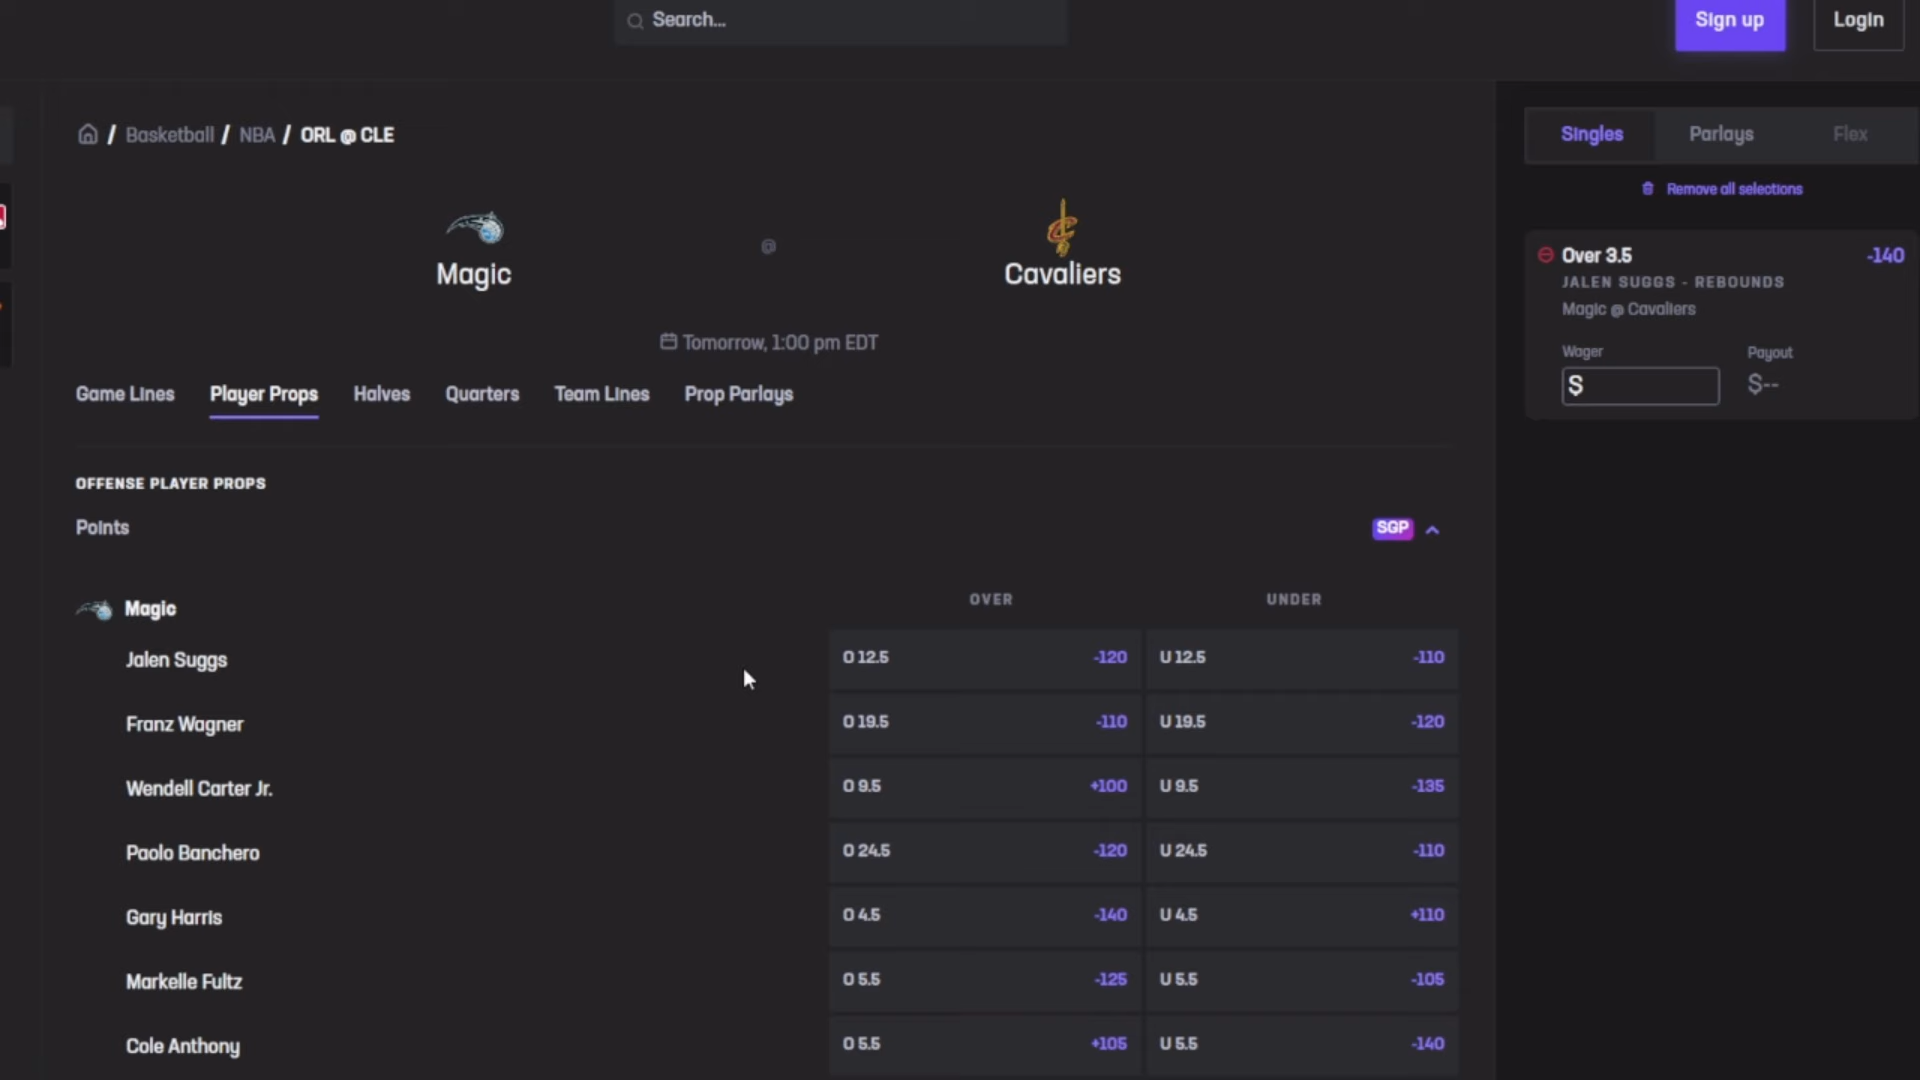 Search...
Sign up
Login
/ Basketball / NBA / ORL @ CLE
Magic
@
Cavaliers
Tomorrow, 1:00 pm EDT
Game Lines
Player Props
Halves
Quarters
Team Lines
Prop Parlays
OFFENSE PLAYER PROPS
Points
SGP
Magic
OVER
UNDER
Jalen Suggs
O 12.5 -120
U 12.5 -110
Franz Wagner
O 19.5 -110
U 19.5 -120
Wendell Carter Jr.
O 9.5 +100
U 9.5 -135
Paolo Banchero
O 24.5 -120
U 24.5 -110
Gary Harris
O 4.5 -140
U 4.5 +110
Markelle Fultz
O 5.5 -125
U 5.5 -105
Cole Anthony
O 5.5 +105
U 5.5 -140
Singles
Parlays
Flex
Remove all selections
Over 3.5 -140
JALEN SUGGS - REBOUNDS
Magic @ Cavaliers
Wager
Payout
$
$--